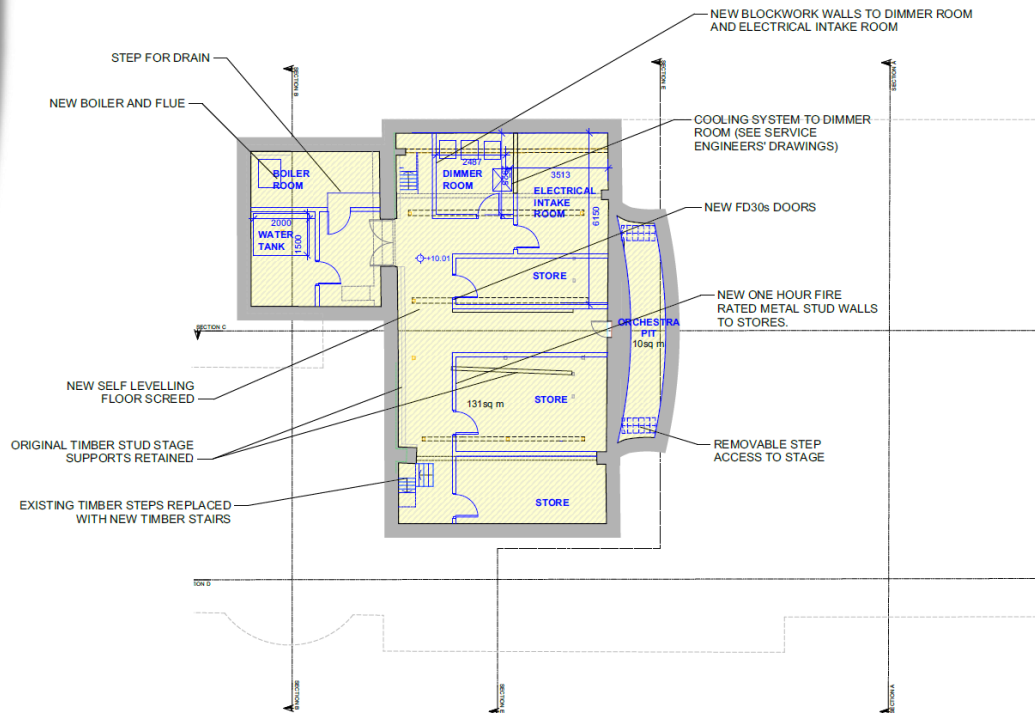 NEW BLOCKWORK WALLS TO DIMMER ROOM
AND ELECTRICAL INTAKE ROOM
STEP FOR DRAIN
SECTION B
SECTION E
SECTION A
NEW BOILER AND FLUE
COOLING SYSTEM TO DIMMER
ROOM (SEE SERVICE
ENGINEERS' DRAWINGS)
BOILER
ROOM
2487
DIMMER
ROOM
3513
ELECTRICAL
INTAKE
ROOM
6150
NEW FD30s DOORS
2000
WATER
TANK
1500
+10.01
STORE
NEW ONE HOUR FIRE
RATED METAL STUD WALLS
TO STORES.
SECTION C
ORCHESTRA
PIT
10sq m
NEW SELF LEVELLING
FLOOR SCREED
STORE
131sq m
ORIGINAL TIMBER STUD STAGE
SUPPORTS RETAINED
REMOVABLE STEP
ACCESS TO STAGE
EXISTING TIMBER STEPS REPLACED
WITH NEW TIMBER STAIRS
STORE
ION D
SECTION B
SECTION E
SECTION A